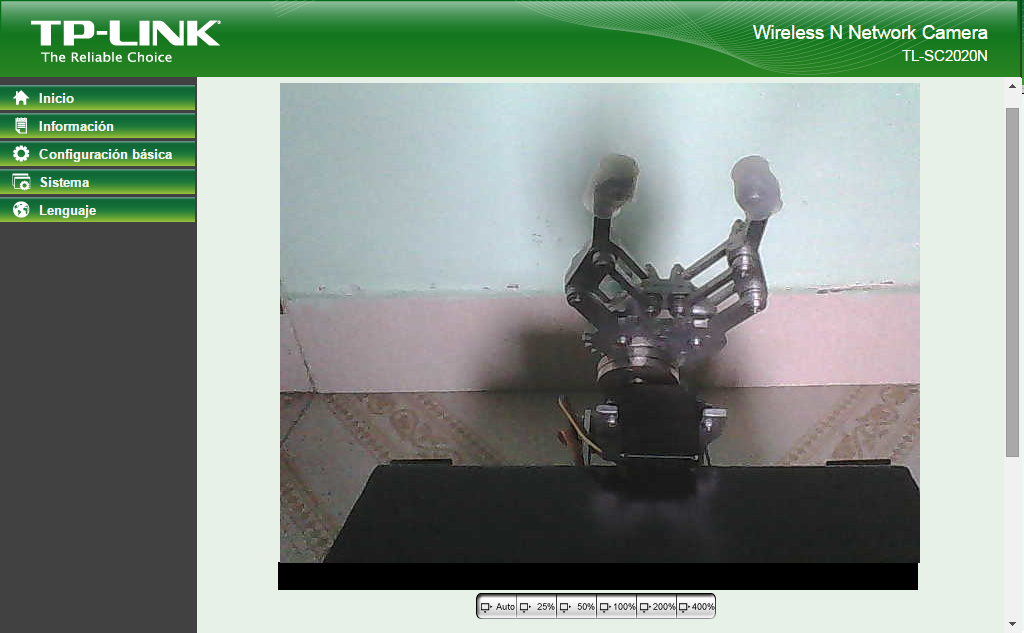 TP-LINK
The Reliable Choice
Wireless N Network Camera
TL-SC2020N
Inicio
Información
Configuración básica
Sistema
Lenguaje
Auto 25% 50% 100% 200% 400%